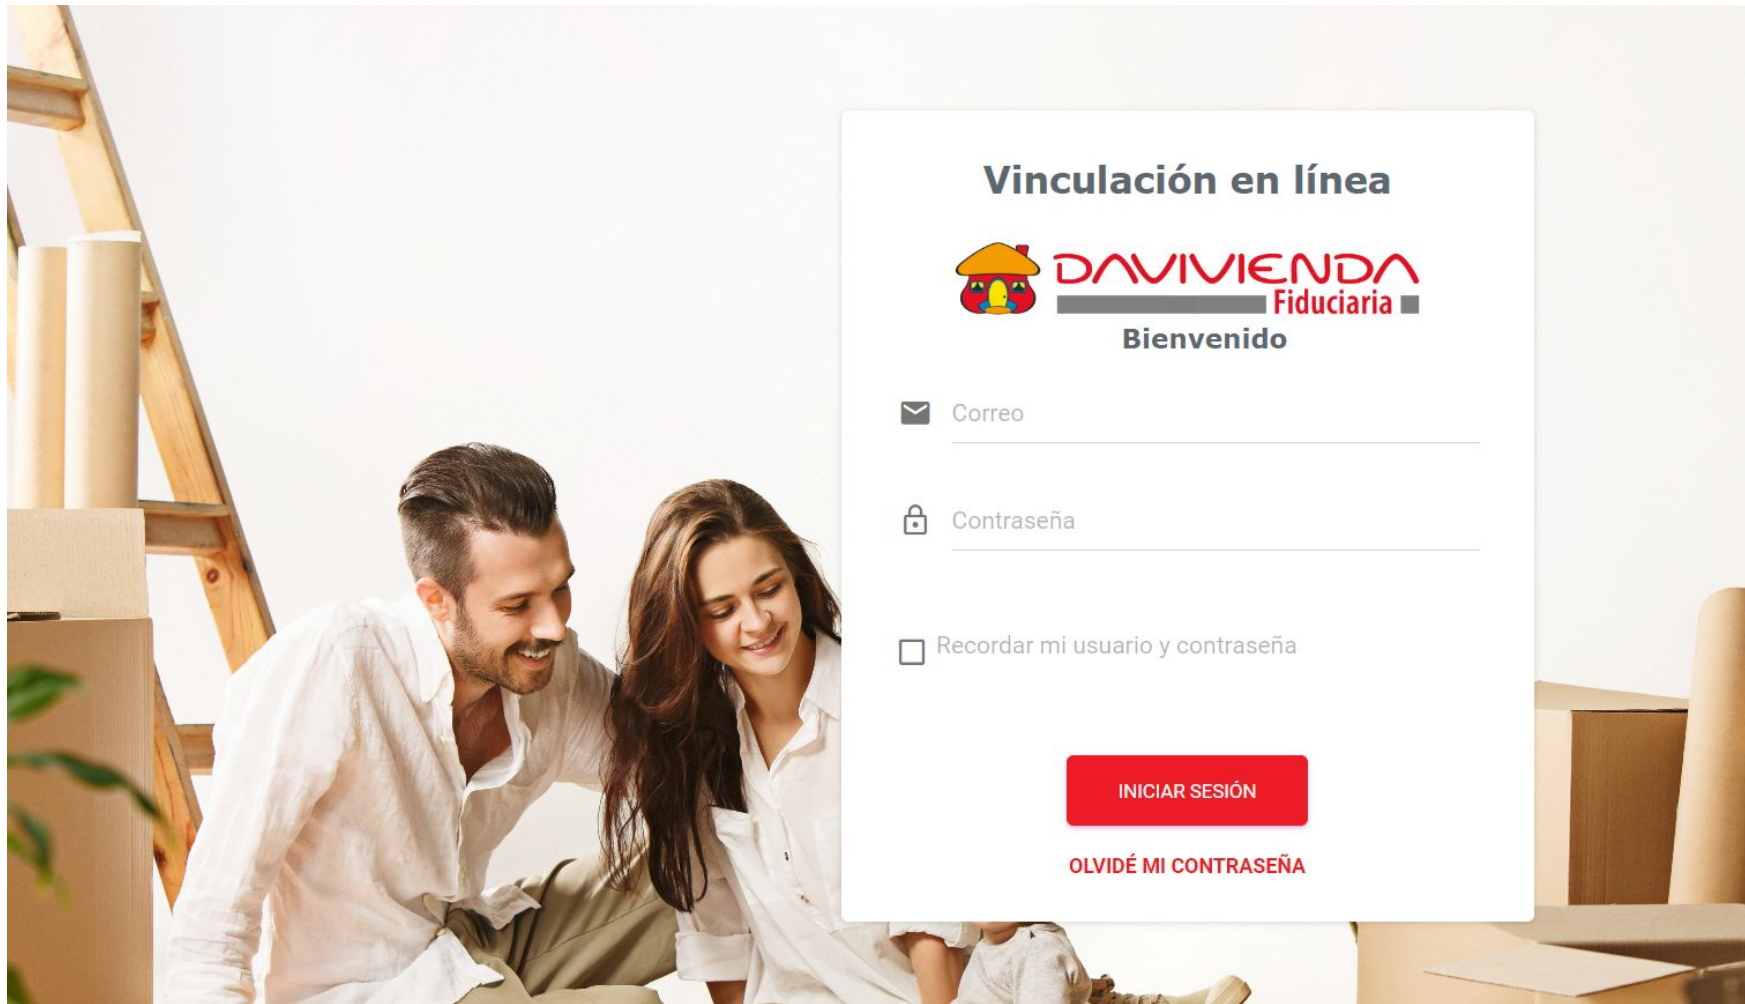 Vinculación en línea
DAVIVIENDA
Fiduciaria
Bienvenido
Correo
Contraseña
Recordar mi usuario y contraseña
INICIAR SESIÓN
OLVIDÉ MI CONTRASEÑA